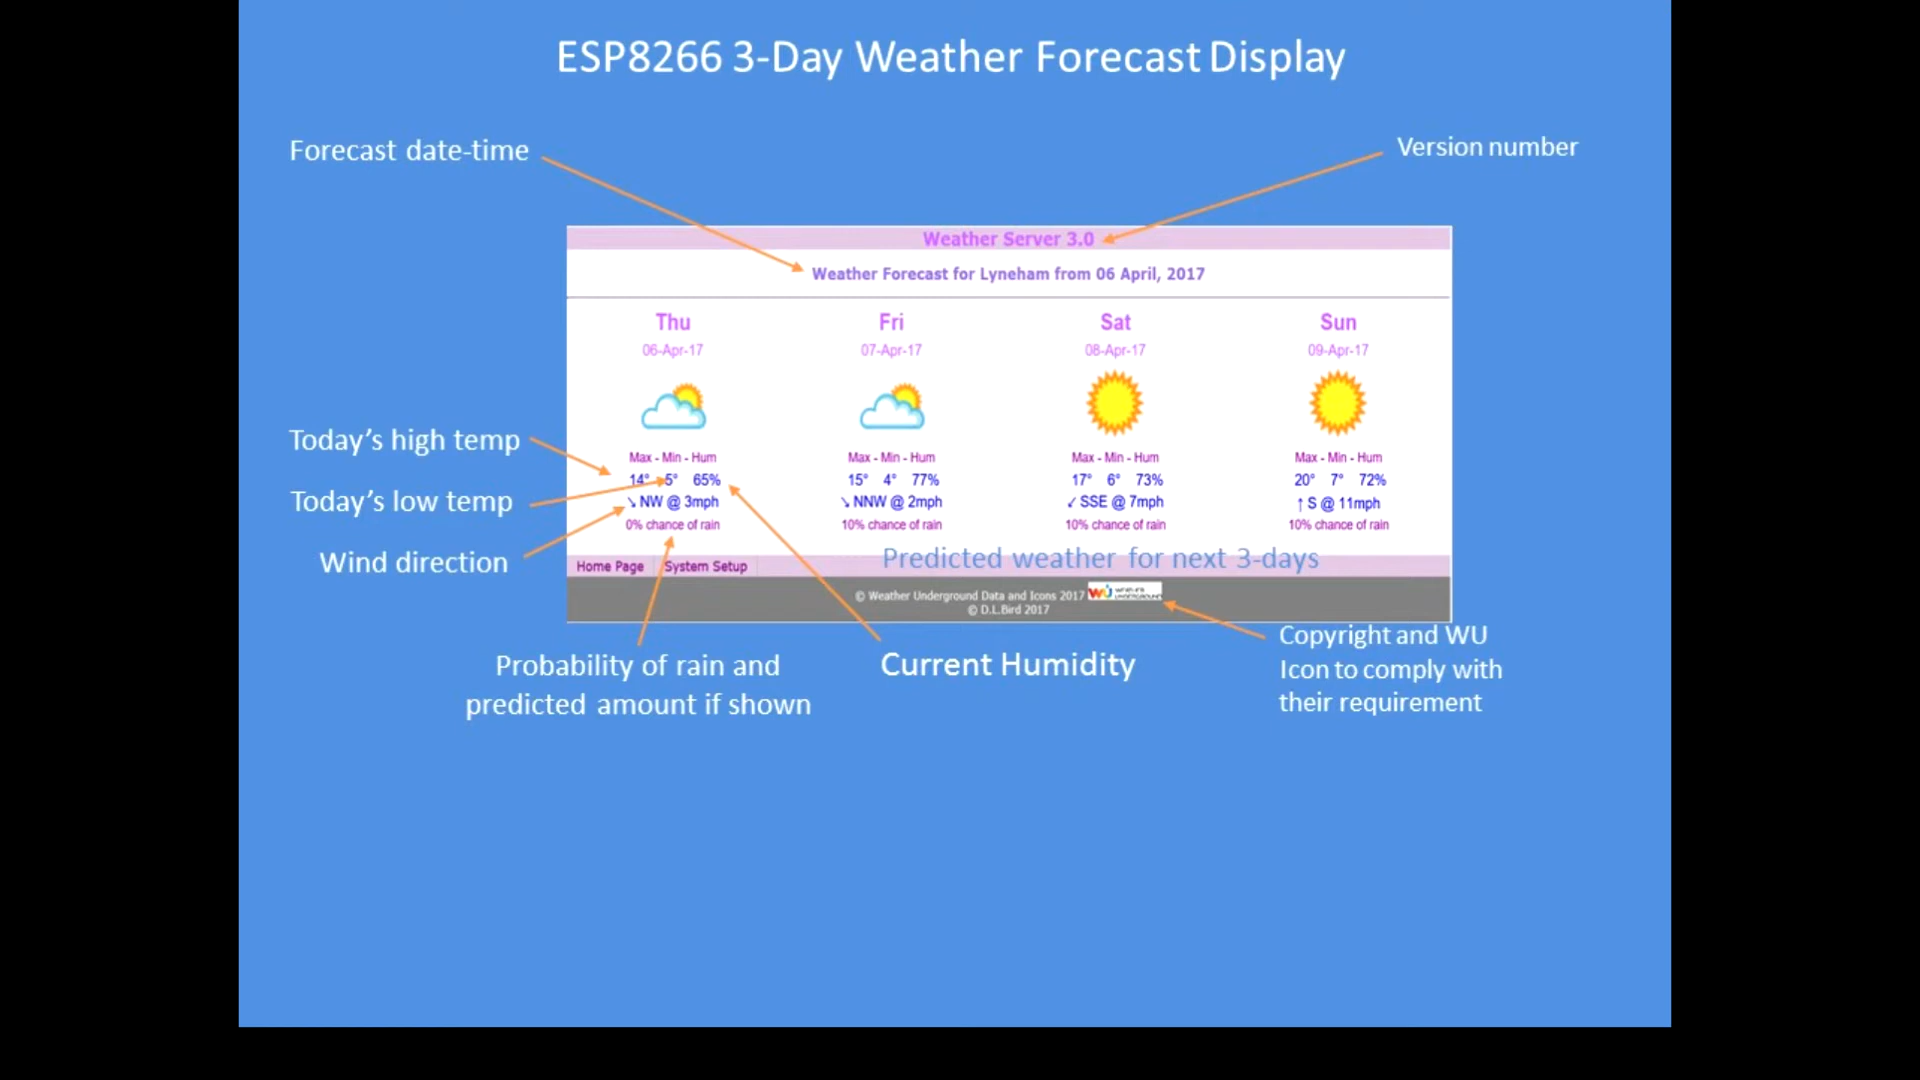 ESP8266 3-Day Weather Forecast Display
Forecast date-time
Version number
Weather Server 3.0
Weather Forecast for Lyneham from 06 April, 2017
Thu
Fri
Sat
Sun
06-Apr-17
07-Apr-17
08-Apr-17
09-Apr-17
Today's high temp
Today's low temp
Wind direction
Max - Min - Hum
Max - Min - Hum
Max - Min - Hum
Max - Min - Hum
14° 5° 65%
15° 4° 77%
17° 6° 73%
20° 7° 72%
↘ NW @ 3mph
↘ NNW @ 2mph
↙ SSE @ 7mph
↑ S @ 11mph
0% chance of rain
10% chance of rain
10% chance of rain
10% chance of rain
Predicted weather for next 3-days
Home Page System Setup
© Weather Underground Data and Icons 2017 WU WEATHER UNDERGROUND
© D.L.Bird 2017
Probability of rain and
predicted amount if shown
Current Humidity
Copyright and WU
Icon to comply with
their requirement